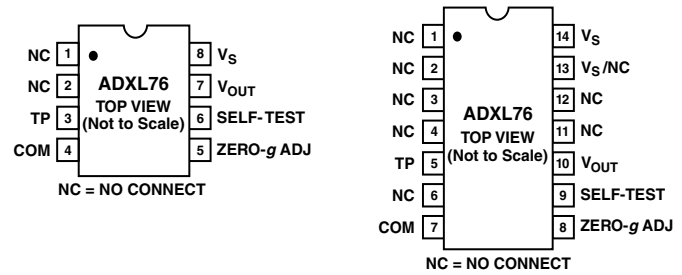 NC 1 8 VS
NC 2 ADXL76 7 VOUT
TOP VIEW
TP 3 (Not to Scale) 6 SELF-TEST
COM 4 5 ZERO-g ADJ
NC = NO CONNECT
NC 1 14 VS
NC 2 13 VS/NC
NC 3 12 NC
ADXL76
NC 4 TOP VIEW 11 NC
TP 5 (Not to Scale) 10 VOUT
NC 6 9 SELF-TEST
COM 7 8 ZERO-g ADJ
NC = NO CONNECT